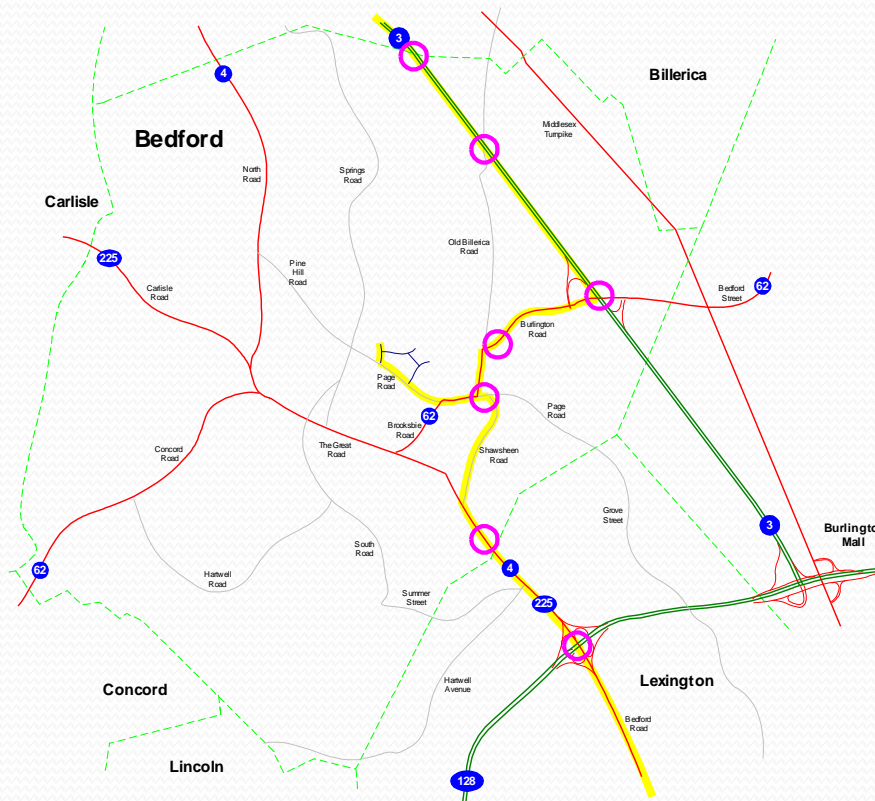 3
Billerica
4
Bedford
Middlesex
Turnpike
North
Road
Springs
Road
Carlisle
225
Carlisle
Road
Pine
Hill
Road
Old Billerica
Road
Bedford
Street
62
Burlington
Road
Page
Road
62
Brooksbie
Road
Page
Road
The Great
Road
Concord
Road
Shawsheen
Road
Grove
Street
3
Burlingto
Mall
South
Road
Hartwell
Road
62
4
Summer
Street
225
Concord
Hartwell
Avenue
Lexington
Bedford
Road
Lincoln
128